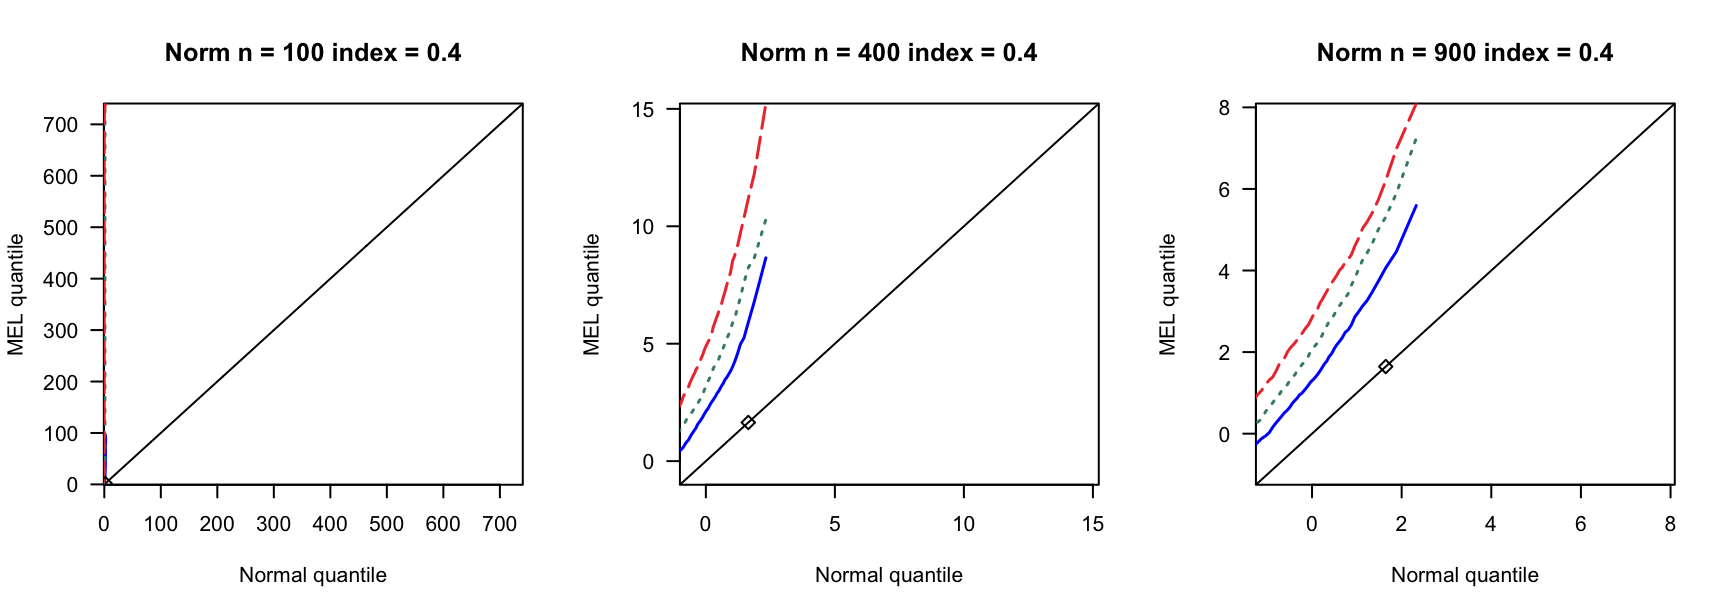 Norm n = 100 index = 0.4
MEL quantile
700
600
500
400
300
200
100
0
0 100 200 300 400 500 600 700
Normal quantile
Norm n = 400 index = 0.4
MEL quantile
15
10
5
0
0 5 10 15
Normal quantile
Norm n = 900 index = 0.4
MEL quantile
8
6
4
2
0
0 2 4 6 8
Normal quantile